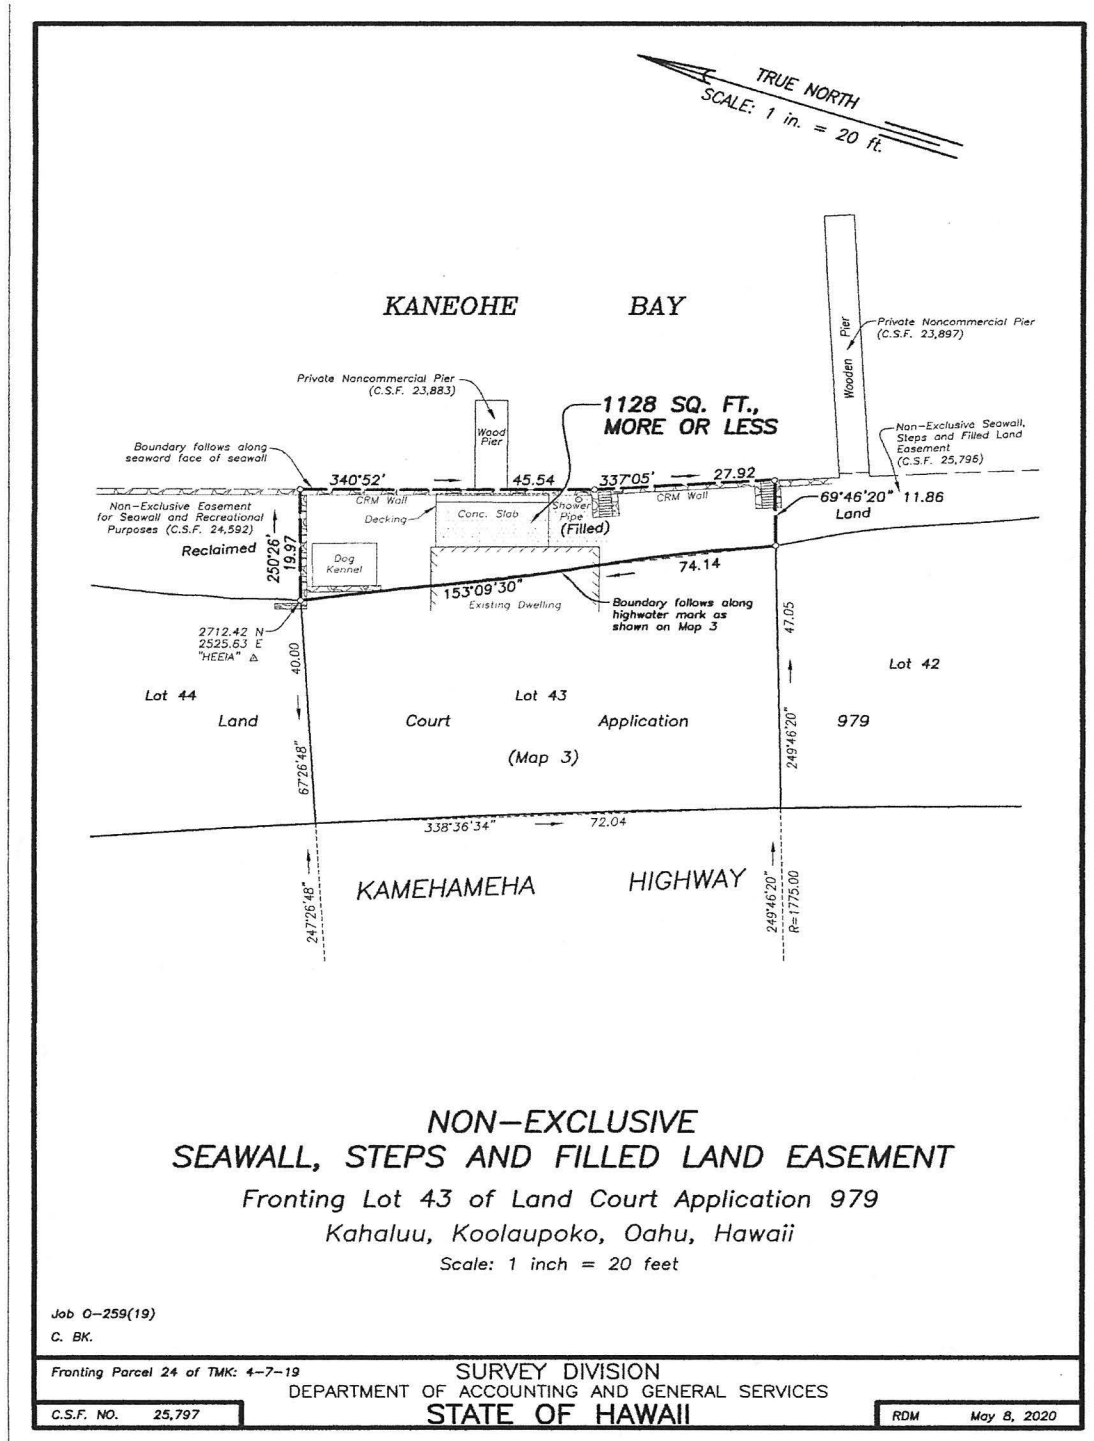 TRUE NORTH
SCALE: 1 in. = 20 ft.
KANEOHE BAY
Wooden Pier
Private Noncommercial Pier
(C.S.F. 23,897)
Private Noncommercial Pier
(C.S.F. 23,883)
1128 SQ. FT.,
MORE OR LESS
Wood
Pier
Non-Exclusive Seawall,
Steps and Filled Land
Easement
(C.S.F. 25,796)
Boundary follows along
seaward face of seawall
340°52' 45.54
337°05' 27.92
CRM Wall
CRM Wall
69°46'20" 11.86
Land
Non-Exclusive Easement
for Seawall and Recreational
Purposes (C.S.F. 24,592)
Decking
Conc. Slab
Shower
Pipe
(Filled)
Reclaimed
250°26'
19.97
Dog
Kennel
74.14
153°09'30"
Existing Dwelling
Boundary follows along
highwater mark as
shown on Map 3
2712.42 N
2525.63 E
"HEEIA"
40.00
67°26'48"
47.05
249°46'20"
Lot 44
Lot 43
Lot 42
Land Court Application 979
(Map 3)
338°36'34" 72.04
KAMEHAMEHA HIGHWAY
247°26'48"
249°46'20"
R=1775.00
NON-EXCLUSIVE
SEAWALL, STEPS AND FILLED LAND EASEMENT
Fronting Lot 43 of Land Court Application 979
Kahaluu, Koolaupoko, Oahu, Hawaii
Scale: 1 inch = 20 feet
Job O-259(19)
C. BK.
Fronting Parcel 24 of TMK: 4-7-19
SURVEY DIVISION
DEPARTMENT OF ACCOUNTING AND GENERAL SERVICES
STATE OF HAWAII
C.S.F. NO. 25,797
RDM May 8, 2020